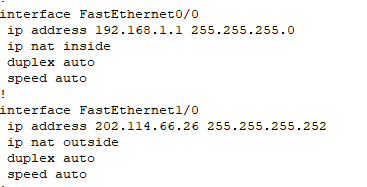 interface FastEthernet0/0
ip address 192.168.1.1 255.255.255.0
ip nat inside
duplex auto
speed auto
!
interface FastEthernet1/0
ip address 202.114.66.26 255.255.255.252
ip nat outside
duplex auto
speed auto